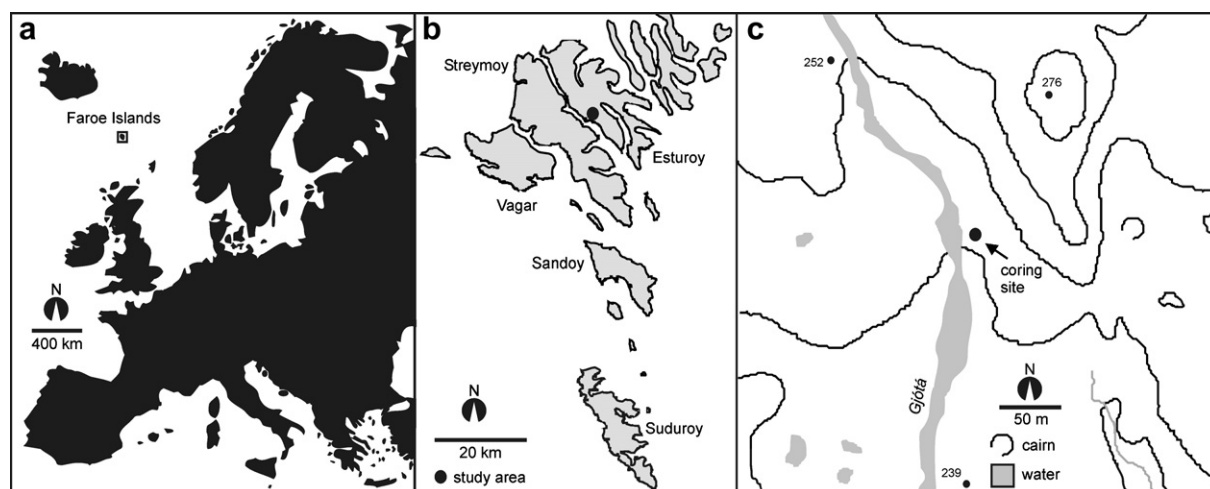 a
Faroe Islands
N
400 km
b
Streymoy
Esturoy
Vagar
Sandoy
Suduroy
N
20 km
study area
c
252
276
coring
site
Gjótá
N
50 m
cairn
water
239